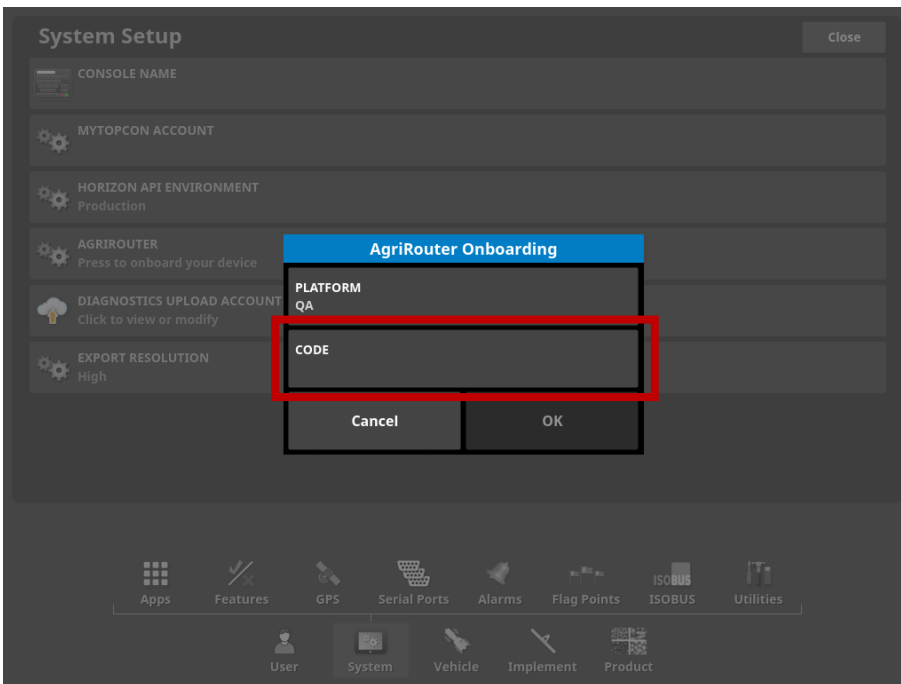 System Setup
Close
CONSOLE NAME
MYTOPCON ACCOUNT
HORIZON API ENVIRONMENT
Production
AGRIROUTER
Press to onboard your device
DIAGNOSTICS UPLOAD ACCOUNT
Click to view or modify
EXPORT RESOLUTION
High
AgriRouter Onboarding
PLATFORM
QA
CODE
Cancel
OK
Apps
Features
GPS
Serial Ports
Alarms
Flag Points
ISOBUS
ISOBUS
Utilities
User
System
Vehicle
Implement
Product